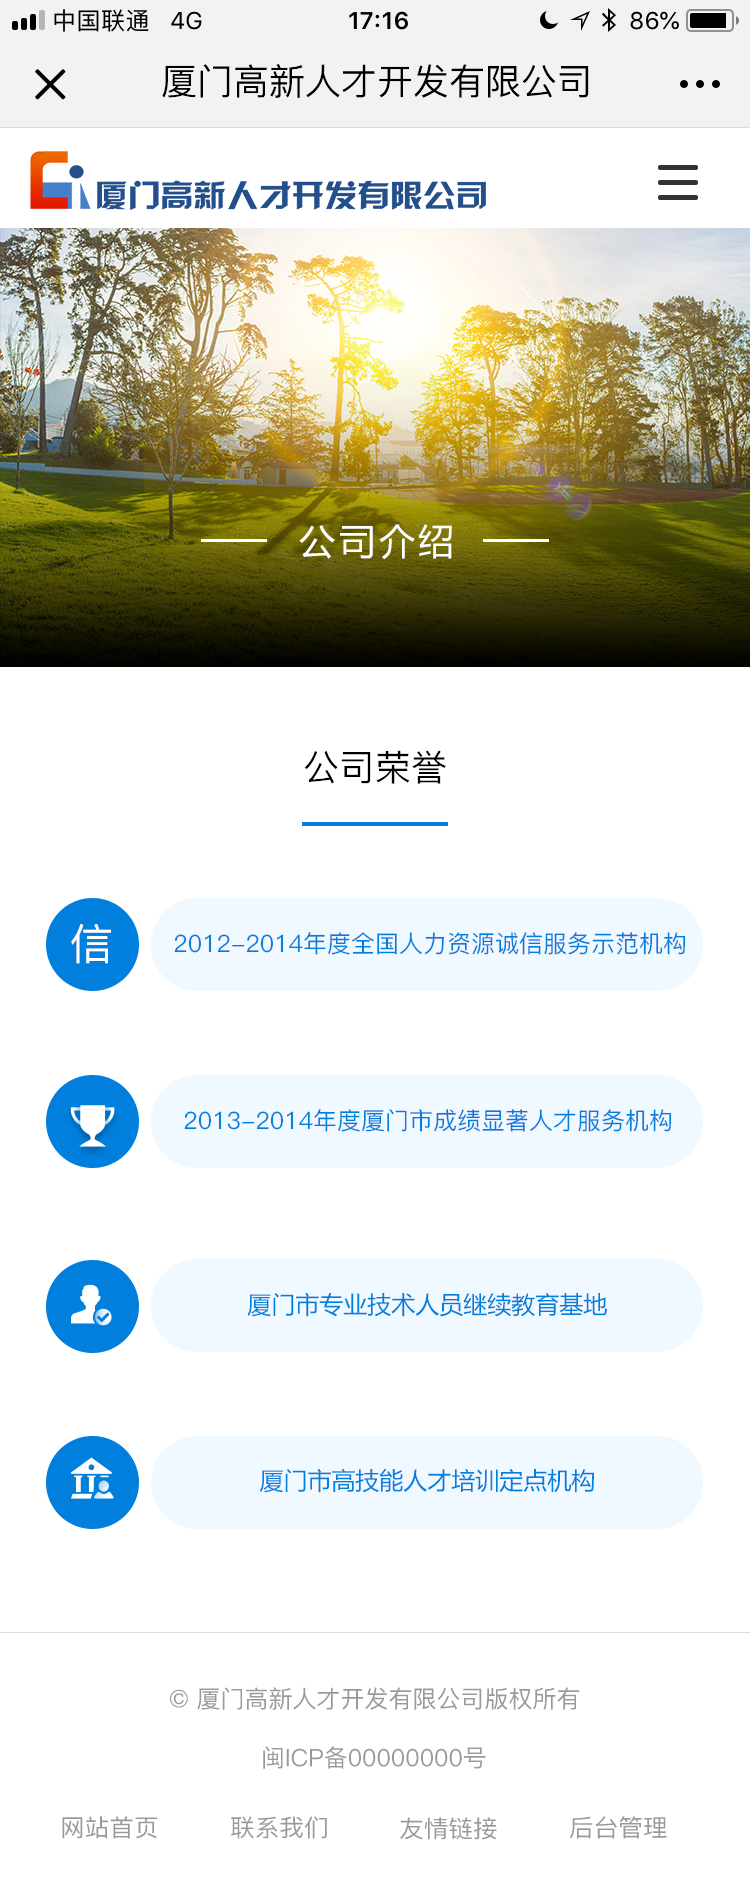 中国联通 4G 17:16 86%
厦门高新人才开发有限公司
厦门高新人才开发有限公司
公司介绍
公司荣誉
信 2012-2014年度全国人力资源诚信服务示范机构
2013-2014年度厦门市成绩显著人才服务机构
厦门市专业技术人员继续教育基地
厦门市高技能人才培训定点机构
© 厦门高新人才开发有限公司版权所有
闽ICP备00000000号
网站首页 联系我们 友情链接 后台管理